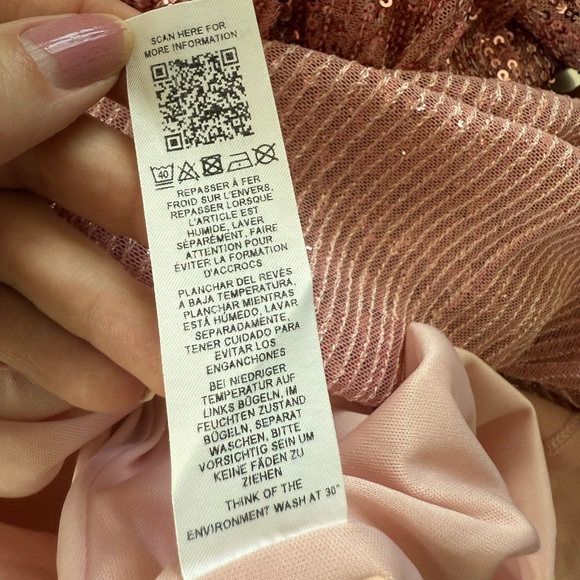 SCAN HERE FOR
MORE INFORMATION
40
REPASSER À FER
FROID SUR L'ENVERS,
REPASSER LORSQUE
L'ARTICLE EST
HUMIDE, LAVER
SÉPARÉMENT, FAIRE
ATTENTION POUR
ÉVITER LA FORMATION
D'ACCROCS
PLANCHAR DEL REVÉS
A BAJA TEMPERATURA,
PLANCHAR MIENTRAS
ESTÁ HÚMEDO, LAVAR
SEPARADAMENTE,
TENER CUIDADO PARA
EVITAR LOS
ENGANCHONES
BEI NIEDRIGER
TEMPERATUR AUF
LINKS BÜGELN, IM
FEUCHTEN ZUSTAND
BÜGELN, SEPARAT
WASCHEN, BITTE
VORSICHTIG SEIN UM
KEINE FÄDEN ZU
ZIEHEN
THINK OF THE
ENVIRONMENT WASH AT 30°